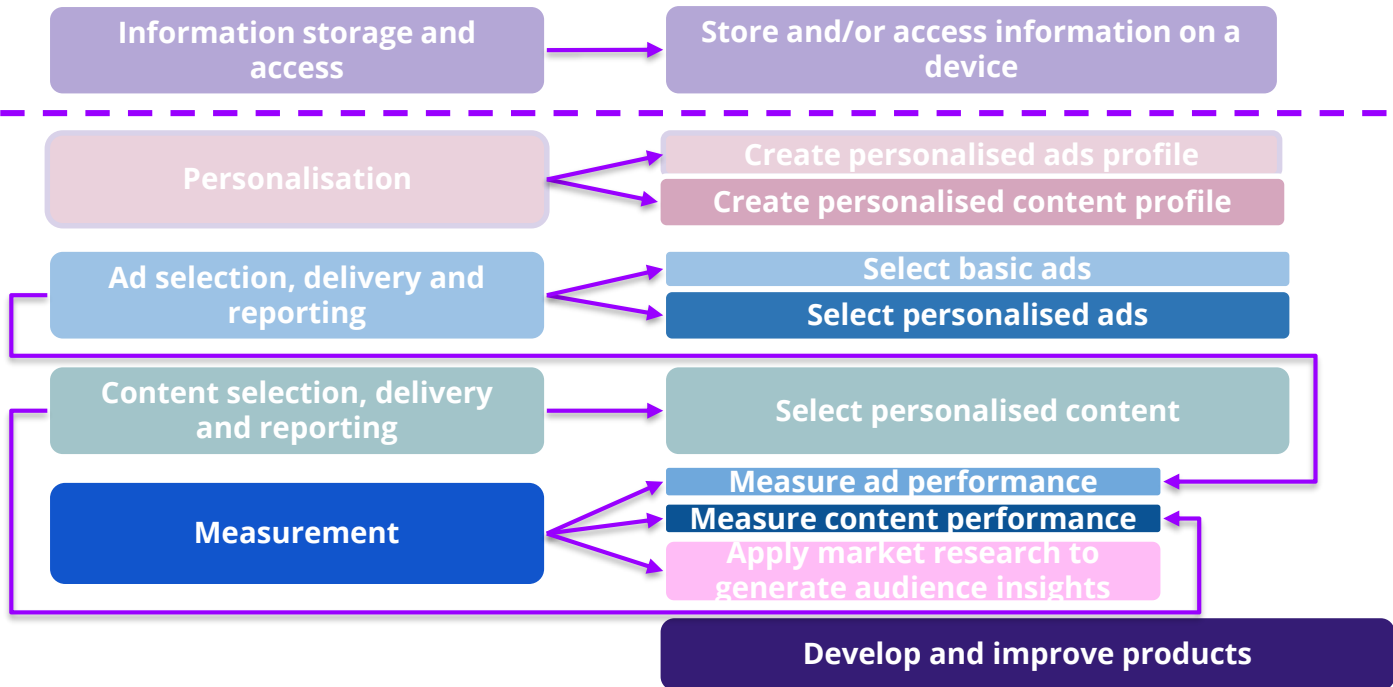 Information storage and
access
Store and/or access information on a
device
Personalisation
Create personalised ads profile
Create personalised content profile
Ad selection, delivery and
reporting
Select basic ads
Select personalised ads
Content selection, delivery
and reporting
Select personalised content
Measurement
Measure ad performance
Measure content performance
Apply market research to
generate audience insights
Develop and improve products